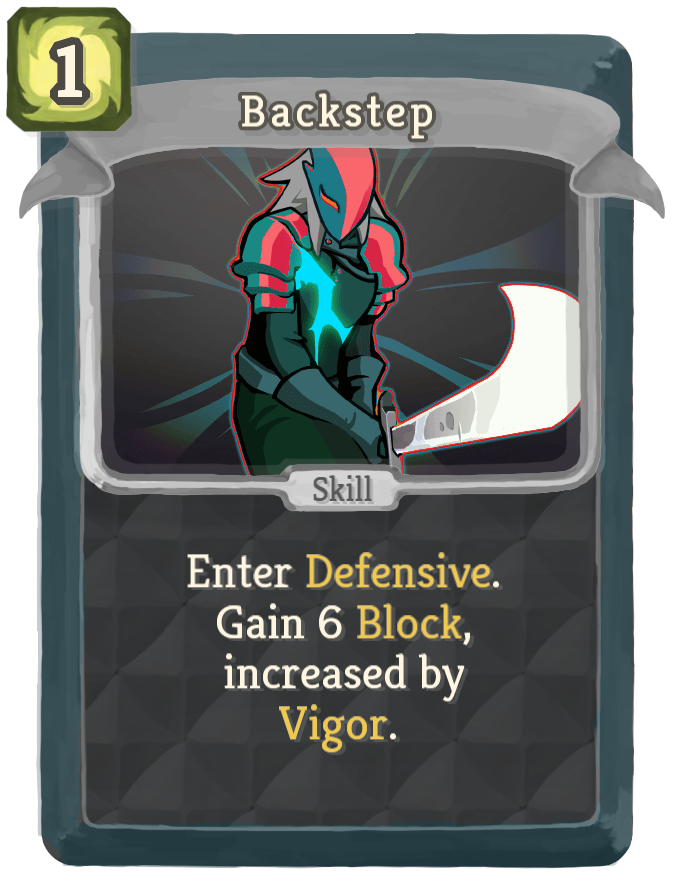 1
Backstep
Skill
Enter Defensive.
Gain 6 Block,
increased by
Vigor.